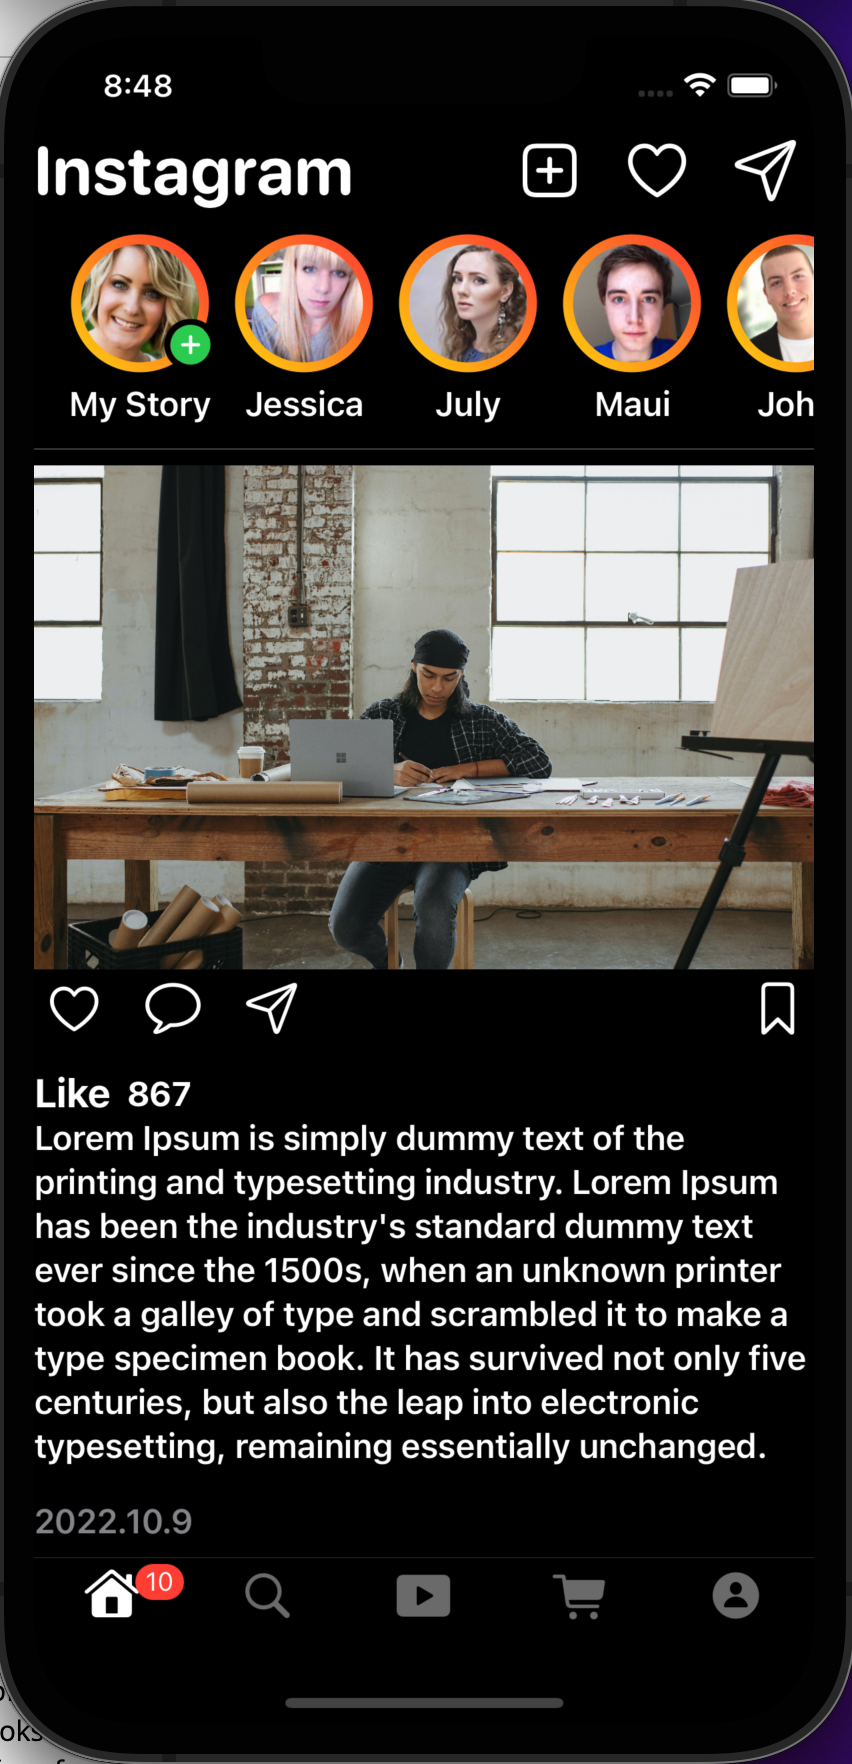 8:48
Instagram
My Story
Jessica
July
Maui
Joh
Like 867
Lorem Ipsum is simply dummy text of the
printing and typesetting industry. Lorem Ipsum
has been the industry's standard dummy text
ever since the 1500s, when an unknown printer
took a galley of type and scrambled it to make a
type specimen book. It has survived not only five
centuries, but also the leap into electronic
typesetting, remaining essentially unchanged.
2022.10.9
10
oks